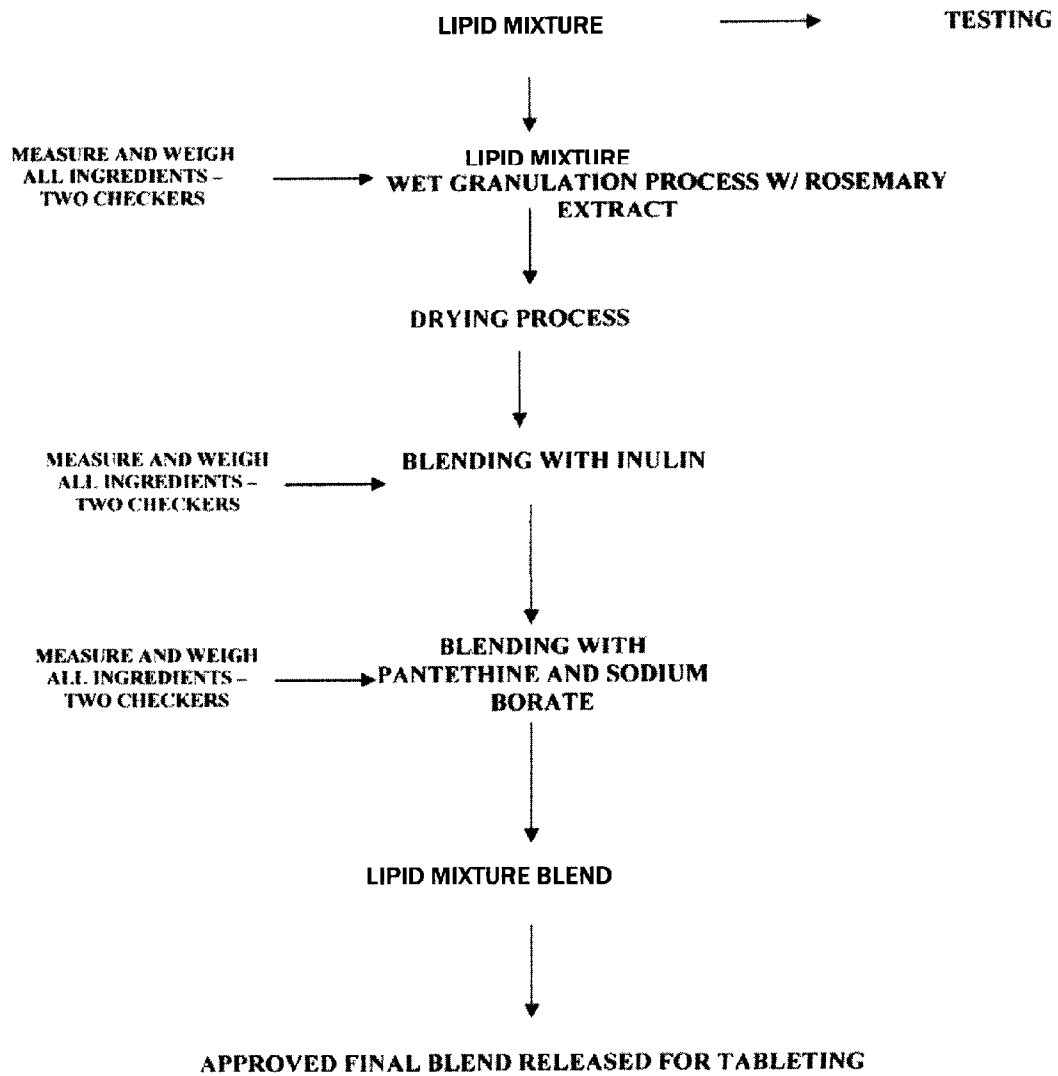 LIPID MIXTURE
TESTING
MEASURE AND WEIGH
ALL INGREDIENTS –
TWO CHECKERS
LIPID MIXTURE
WET GRANULATION PROCESS W/ ROSEMARY
EXTRACT
DRYING PROCESS
MEASURE AND WEIGH
ALL INGREDIENTS –
TWO CHECKERS
BLENDING WITH INULIN
MEASURE AND WEIGH
ALL INGREDIENTS –
TWO CHECKERS
BLENDING WITH
PANTETHINE AND SODIUM
BORATE
LIPID MIXTURE BLEND
APPROVED FINAL BLEND RELEASED FOR TABLETING